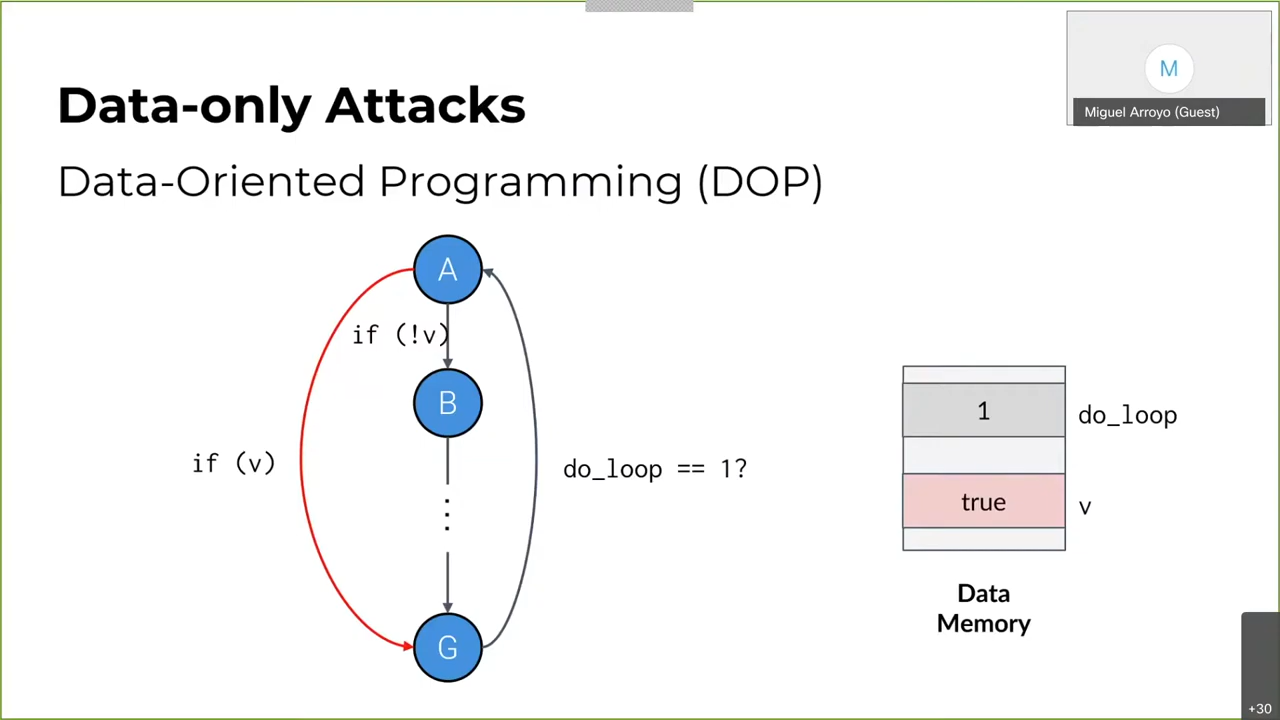 Data-only Attacks
Data-Oriented Programming (DOP)
M
Miguel Arroyo (Guest)
A
if (!v)
B
if (v)
do_loop == 1?
G
1
do_loop
true
v
Data
Memory
+30